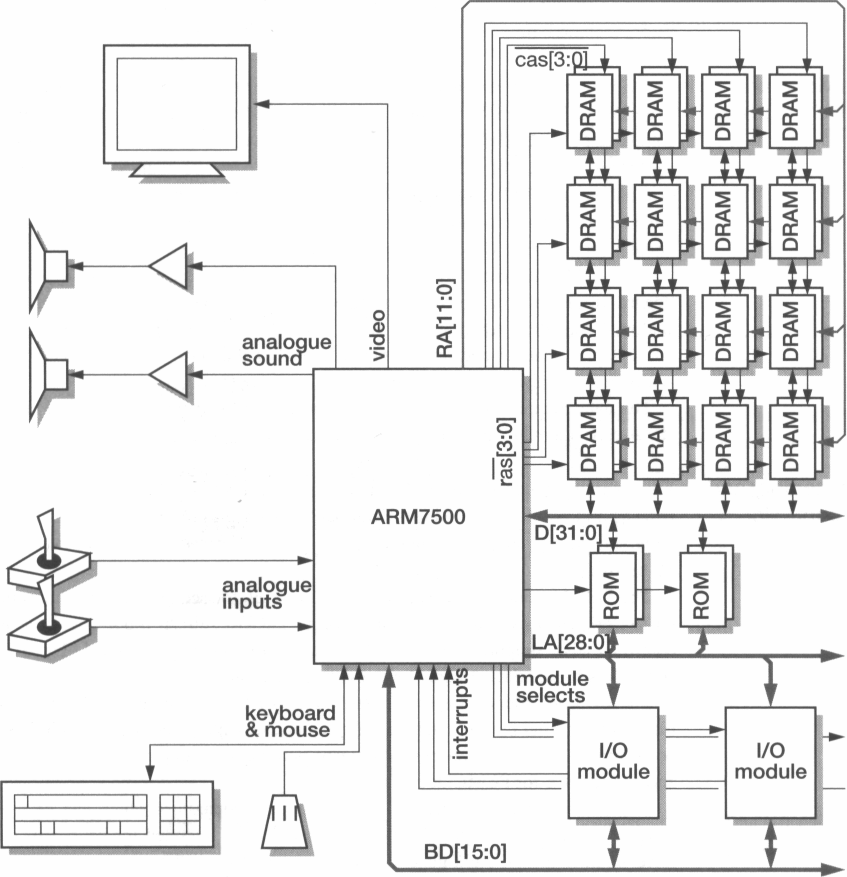 cas[3:0]
DRAM DRAM DRAM DRAM
DRAM DRAM DRAM DRAM
RA[11:0]
video
analogue
sound
DRAM DRAM DRAM DRAM
DRAM DRAM DRAM DRAM
ras[3:0]
ARM7500
D[31:0]
analogue
inputs
ROM ROM
LA[28:0]
module
selects
interrupts
keyboard
& mouse
I/O
module
I/O
module
BD[15:0]